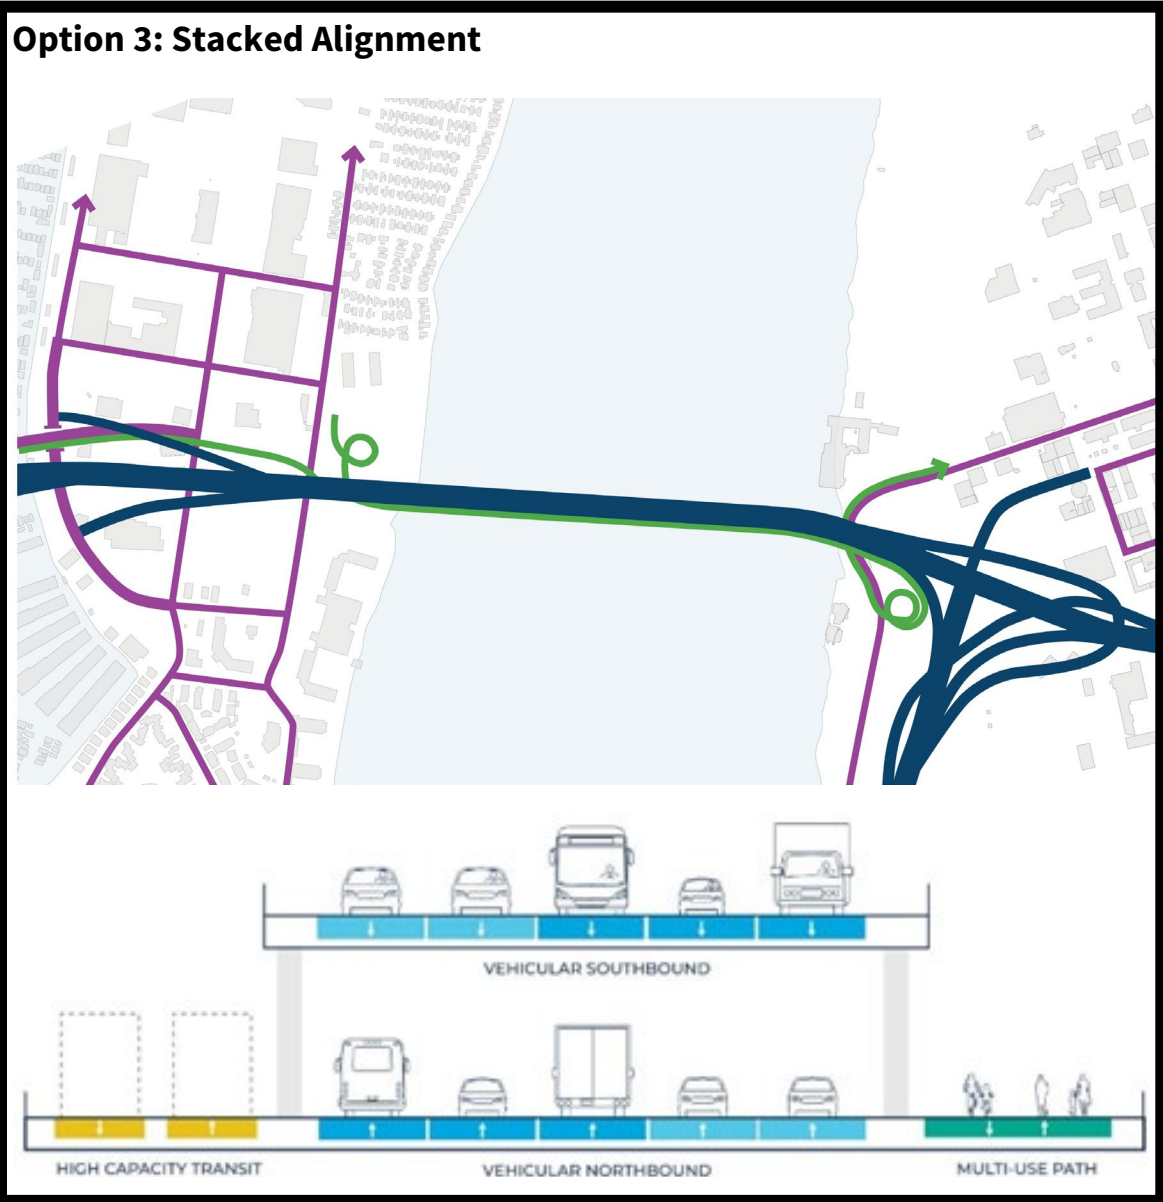 Option 3: Stacked Alignment
VEHICULAR SOUTHBOUND
HIGH CAPACITY TRANSIT
VEHICULAR NORTHBOUND
MULTI-USE PATH